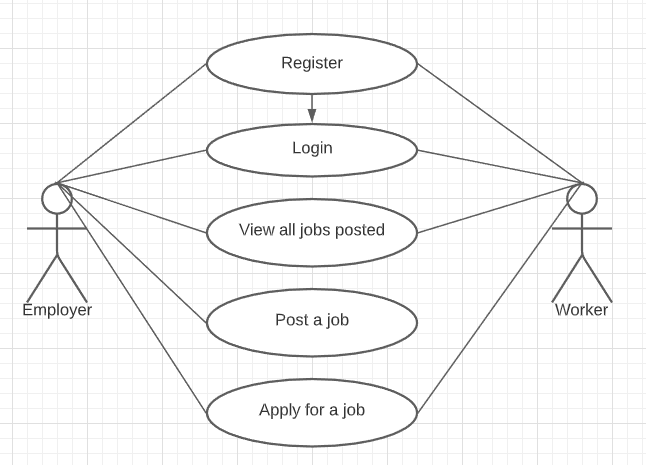 Register
Login
View all jobs posted
Post a job
Employer
Worker
Apply for a job